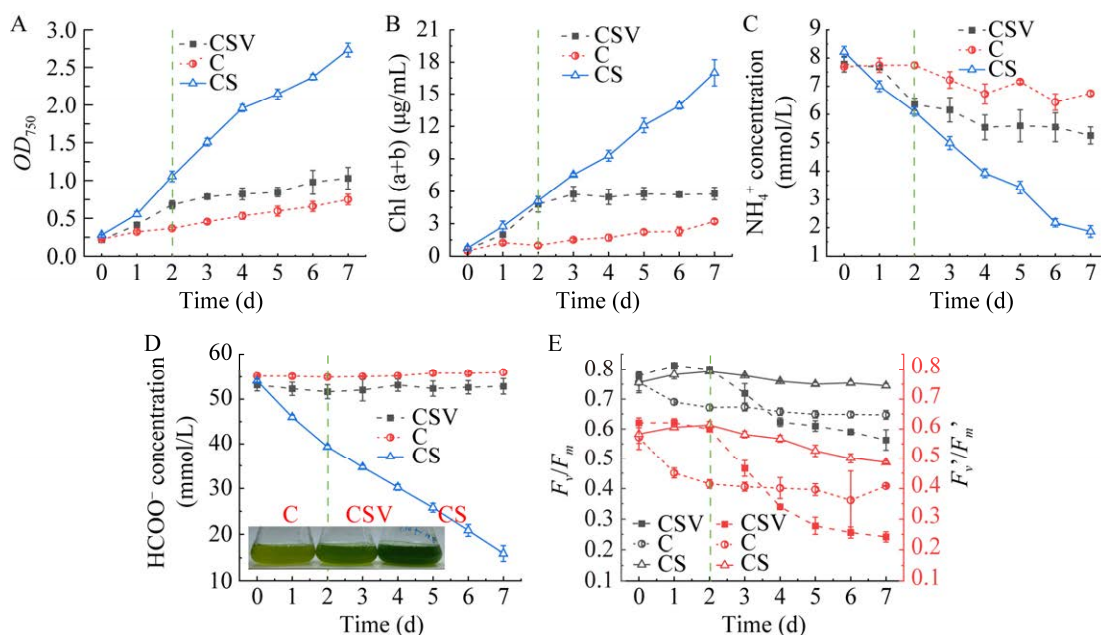 A
3.0
2.5
2.0
1.5
1.0
0.5
0.0
OD750
0 1 2 3 4 5 6 7
Time (d)
CSV
C
CS
B
21
18
15
12
9
6
3
0
Chl (a+b) (μg/mL)
0 1 2 3 4 5 6 7
Time (d)
CSV
C
CS
C
9
8
7
6
5
4
3
2
1
NH4+ concentration
(mmol/L)
0 1 2 3 4 5 6 7
Time (d)
CSV
C
CS
D
60
50
40
30
20
10
HCOO− concentration
(mmol/L)
0 1 2 3 4 5 6 7
Time (d)
CSV
C
CS
C CSV CS
E
0.8
0.7
0.6
0.5
0.4
0.3
0.2
0.1
Fv/Fm
0.8
0.7
0.6
0.5
0.4
0.3
0.2
0.1
Fv’/Fm’
0 1 2 3 4 5 6 7
Time (d)
CSV CSV
C C
CS CS